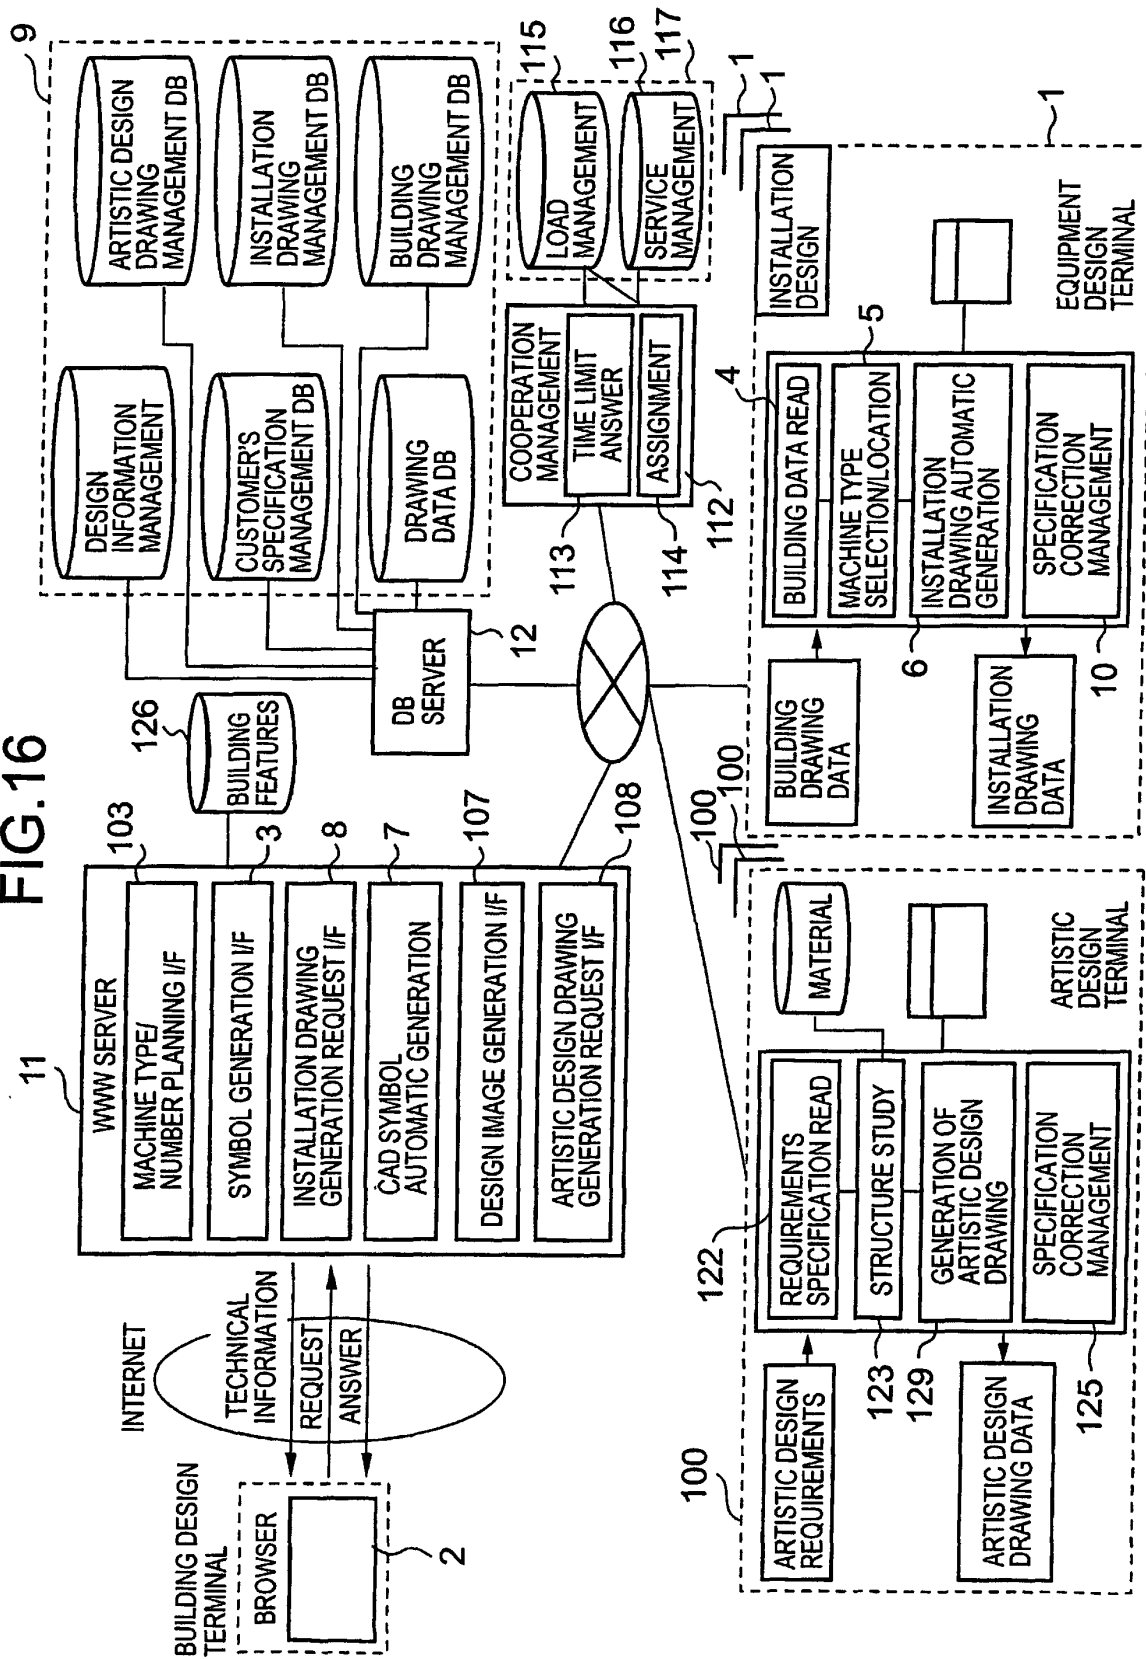 FIG.16
BUILDING DESIGN
TERMINAL
BROWSER
2
INTERNET
TECHNICAL
INFORMATION
REQUEST
ANSWER
11
WWW SERVER
MACHINE TYPE/
NUMBER PLANNING I/F
103
SYMBOL GENERATION I/F
3
INSTALLATION DRAWING
GENERATION REQUEST I/F
8
CAD SYMBOL
AUTOMATIC GENERATION
7
DESIGN IMAGE GENERATION I/F
107
ARTISTIC DESIGN DRAWING
GENERATION REQUEST I/F
108
126
BUILDING
FEATURES
DB
SERVER
12
9
DESIGN
INFORMATION
MANAGEMENT
CUSTOMER'S
SPECIFICATION
MANAGEMENT DB
DRAWING
DATA DB
ARTISTIC DESIGN
DRAWING
MANAGEMENT DB
INSTALLATION
DRAWING
MANAGEMENT DB
BUILDING
DRAWING
MANAGEMENT DB
COOPERATION
MANAGEMENT
TIME LIMIT
ANSWER
113
ASSIGNMENT
114
112
LOAD
MANAGEMENT
115
SERVICE
MANAGEMENT
116
117
100
ARTISTIC DESIGN
REQUIREMENTS
ARTISTIC DESIGN
DRAWING DATA
122
REQUIREMENTS
SPECIFICATION READ
STRUCTURE STUDY
123
GENERATION OF
ARTISTIC DESIGN
DRAWING
129
SPECIFICATION
CORRECTION
MANAGEMENT
125
MATERIAL
ARTISTIC
DESIGN
TERMINAL
100
100
BUILDING
DRAWING
DATA
INSTALLATION
DRAWING
DATA
4
BUILDING DATA READ
MACHINE TYPE
SELECTION/LOCATION
5
INSTALLATION
DRAWING AUTOMATIC
GENERATION
6
SPECIFICATION
CORRECTION
MANAGEMENT
10
INSTALLATION
DESIGN
EQUIPMENT
DESIGN
TERMINAL
1
1
1